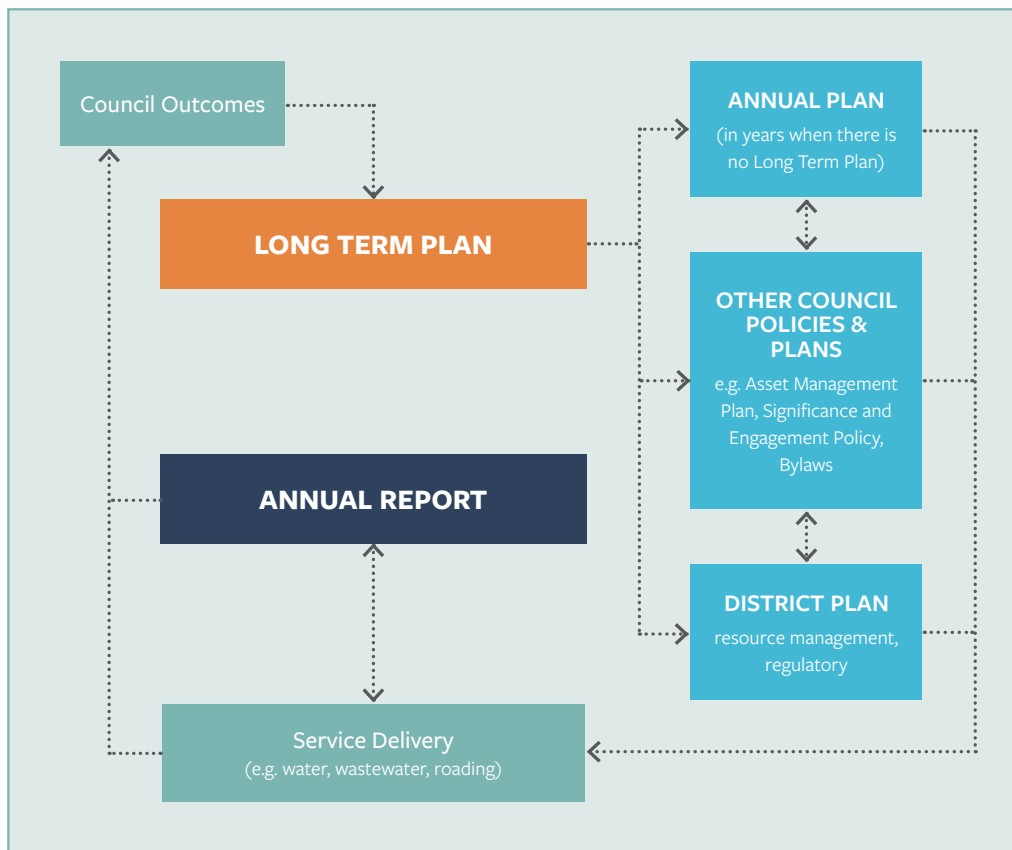 Council Outcomes
LONG TERM PLAN
ANNUAL REPORT
Service Delivery
(e.g. water, wastewater, roading)
ANNUAL PLAN
(in years when there is
no Long Term Plan)
OTHER COUNCIL
POLICIES &
PLANS
e.g. Asset Management
Plan, Significance and
Engagement Policy,
Bylaws
DISTRICT PLAN
resource management,
regulatory